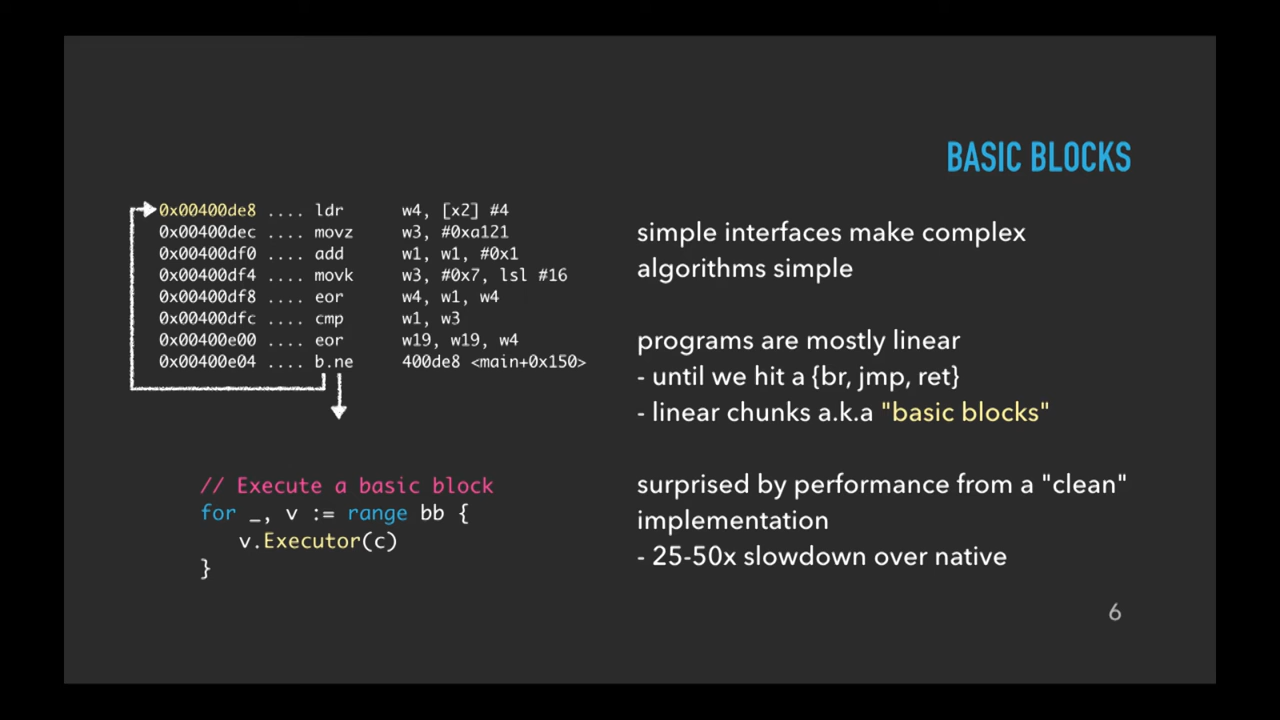 BASIC BLOCKS
0x00400de8 .... ldr w4, [x2] #4
0x00400dec .... movz w3, #0xa121
0x00400df0 .... add w1, w1, #0x1
0x00400df4 .... movk w3, #0x7, lsl #16
0x00400df8 .... eor w4, w1, w4
0x00400dfc .... cmp w1, w3
0x00400e00 .... eor w19, w19, w4
0x00400e04 .... b.ne 400de8 <main+0x150>
// Execute a basic block
for _, v := range bb {
v.Executor(c)
}
simple interfaces make complex
algorithms simple
programs are mostly linear
- until we hit a {br, jmp, ret}
- linear chunks a.k.a "basic blocks"
surprised by performance from a "clean"
implementation
- 25-50x slowdown over native
6